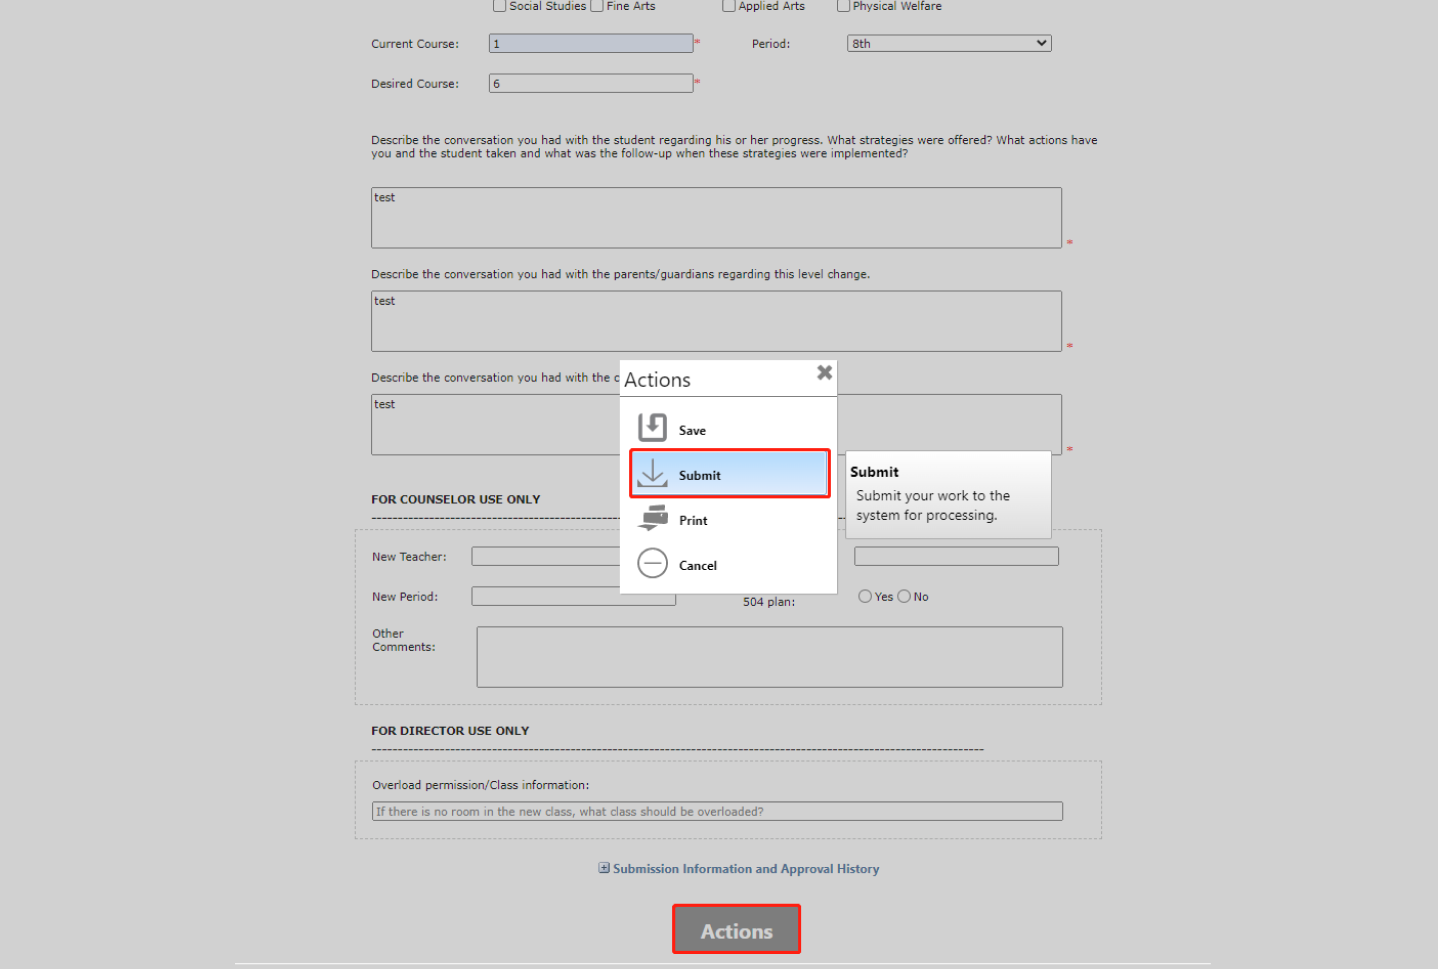 Social Studies Fine Arts Applied Arts Physical Welfare
Current Course: 1 * Period: 8th
Desired Course: 6 *
Describe the conversation you had with the student regarding his or her progress. What strategies were offered? What actions have
you and the student taken and what was the follow-up when these strategies were implemented?
test
*
Describe the conversation you had with the parents/guardians regarding this level change.
test
*
Describe the conversation you had with the
test
*
Actions
Save
Submit
Print
Cancel
Submit
Submit your work to the
system for processing.
FOR COUNSELOR USE ONLY
New Teacher:
New Period:
504 plan: Yes No
Other
Comments:
FOR DIRECTOR USE ONLY
Overload permission/Class information:
If there is no room in the new class, what class should be overloaded?
Submission Information and Approval History
Actions